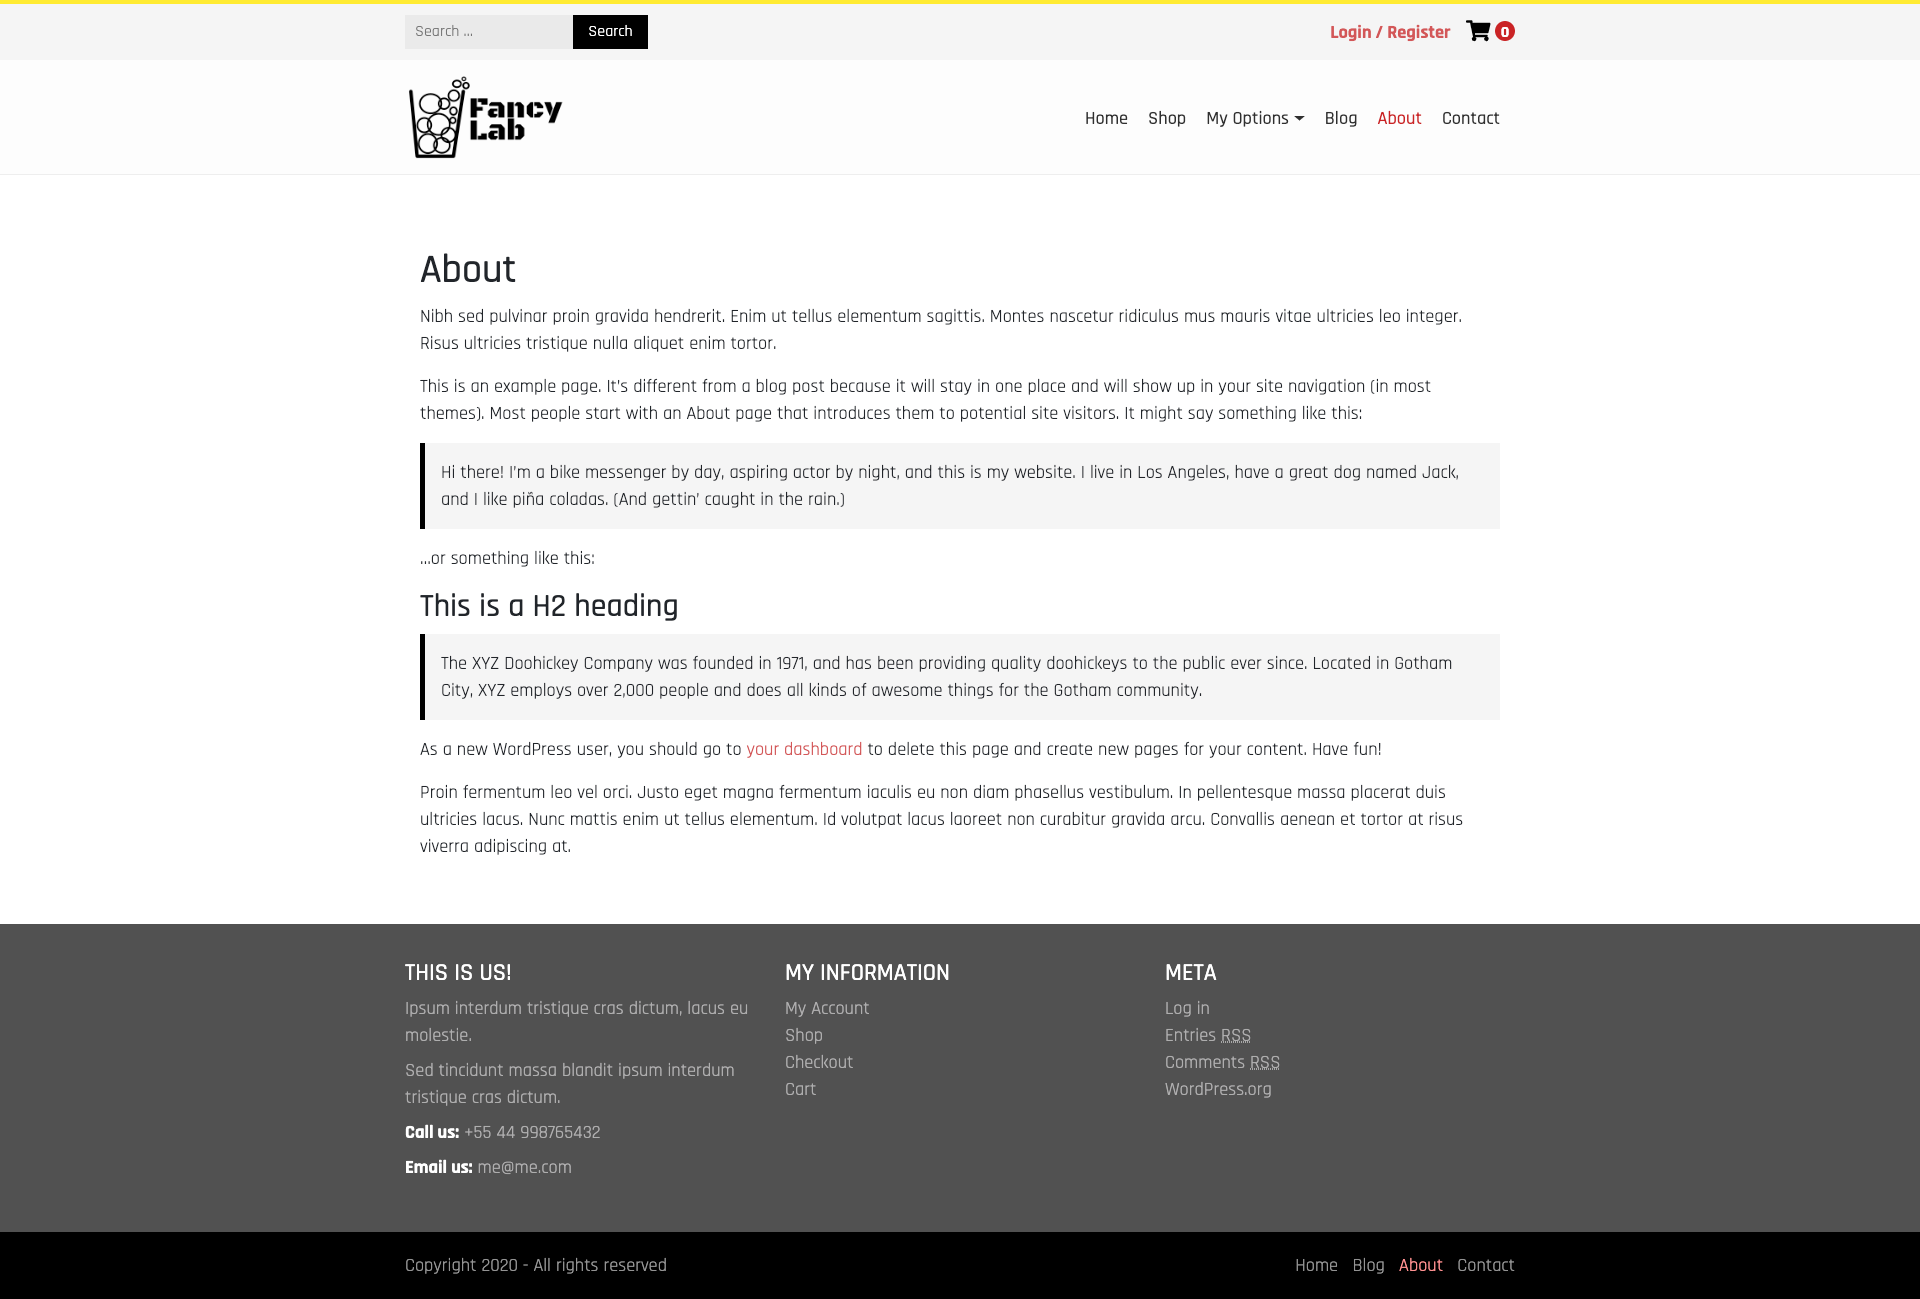 Search ...
Search
Login / Register
0
Fancy
Lab
Home
Shop
My Options
Blog
About
Contact
About
Nibh sed pulvinar proin gravida hendrerit. Enim ut tellus elementum sagittis. Montes nascetur ridiculus mus mauris vitae ultricies leo integer.
Risus ultricies tristique nulla aliquet enim tortor.
This is an example page. It's different from a blog post because it will stay in one place and will show up in your site navigation (in most
themes). Most people start with an About page that introduces them to potential site visitors. It might say something like this:
Hi there! I'm a bike messenger by day, aspiring actor by night, and this is my website. I live in Los Angeles, have a great dog named Jack,
and I like piña coladas. (And gettin' caught in the rain.)
...or something like this:
This is a H2 heading
The XYZ Doohickey Company was founded in 1971, and has been providing quality doohickeys to the public ever since. Located in Gotham
City, XYZ employs over 2,000 people and does all kinds of awesome things for the Gotham community.
As a new WordPress user, you should go to your dashboard to delete this page and create new pages for your content. Have fun!
Proin fermentum leo vel orci. Justo eget magna fermentum iaculis eu non diam phasellus vestibulum. In pellentesque massa placerat duis
ultricies lacus. Nunc mattis enim ut tellus elementum. Id volutpat lacus laoreet non curabitur gravida arcu. Convallis aenean et tortor at risus
viverra adipiscing at.
THIS IS US!
Ipsum interdum tristique cras dictum, lacus eu
molestie.
Sed tincidunt massa blandit ipsum interdum
tristique cras dictum.
Call us: +55 44 998765432
Email us: me@me.com
MY INFORMATION
My Account
Shop
Checkout
Cart
META
Log in
Entries RSS
Comments RSS
WordPress.org
Copyright 2020 - All rights reserved
Home
Blog
About
Contact